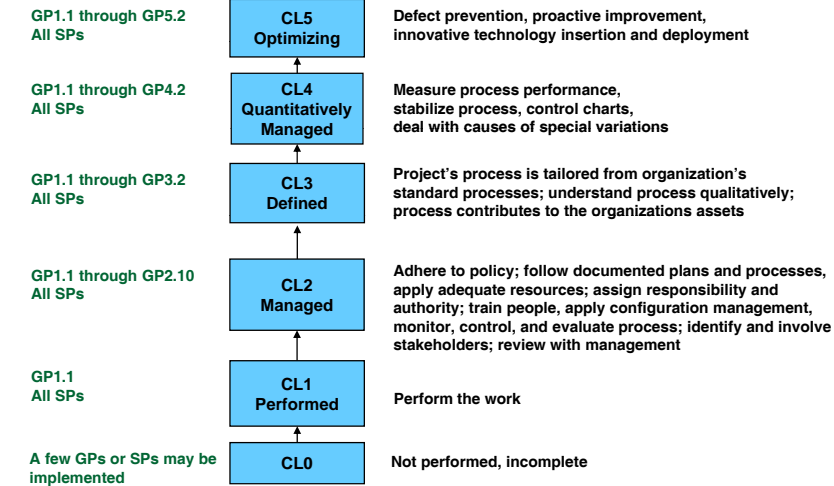 GP1.1 through GP5.2
All SPs
CL5
Optimizing
Defect prevention, proactive improvement,
innovative technology insertion and deployment
GP1.1 through GP4.2
All SPs
CL4
Quantitatively
Managed
Measure process performance,
stabilize process, control charts,
deal with causes of special variations
GP1.1 through GP3.2
All SPs
CL3
Defined
Project's process is tailored from organization's
standard processes; understand process qualitatively;
process contributes to the organizations assets
GP1.1 through GP2.10
All SPs
CL2
Managed
Adhere to policy; follow documented plans and processes,
apply adequate resources; assign responsibility and
authority; train people, apply configuration management,
monitor, control, and evaluate process; identify and involve
stakeholders; review with management
GP1.1
All SPs
CL1
Performed
Perform the work
A few GPs or SPs may be
implemented
CL0
Not performed, incomplete